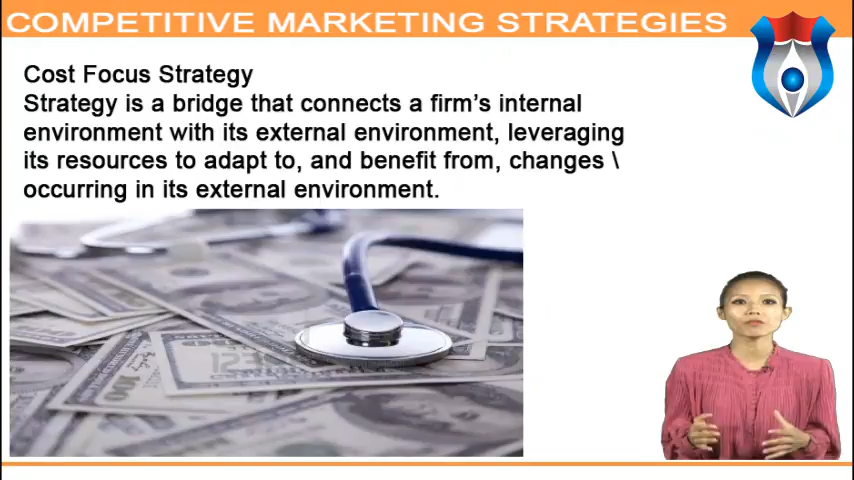 COMPETITIVE MARKETING STRATEGIES
Cost Focus Strategy
Strategy is a bridge that connects a firm's internal
environment with its external environment, leveraging
its resources to adapt to, and benefit from, changes \
occurring in its external environment.
100